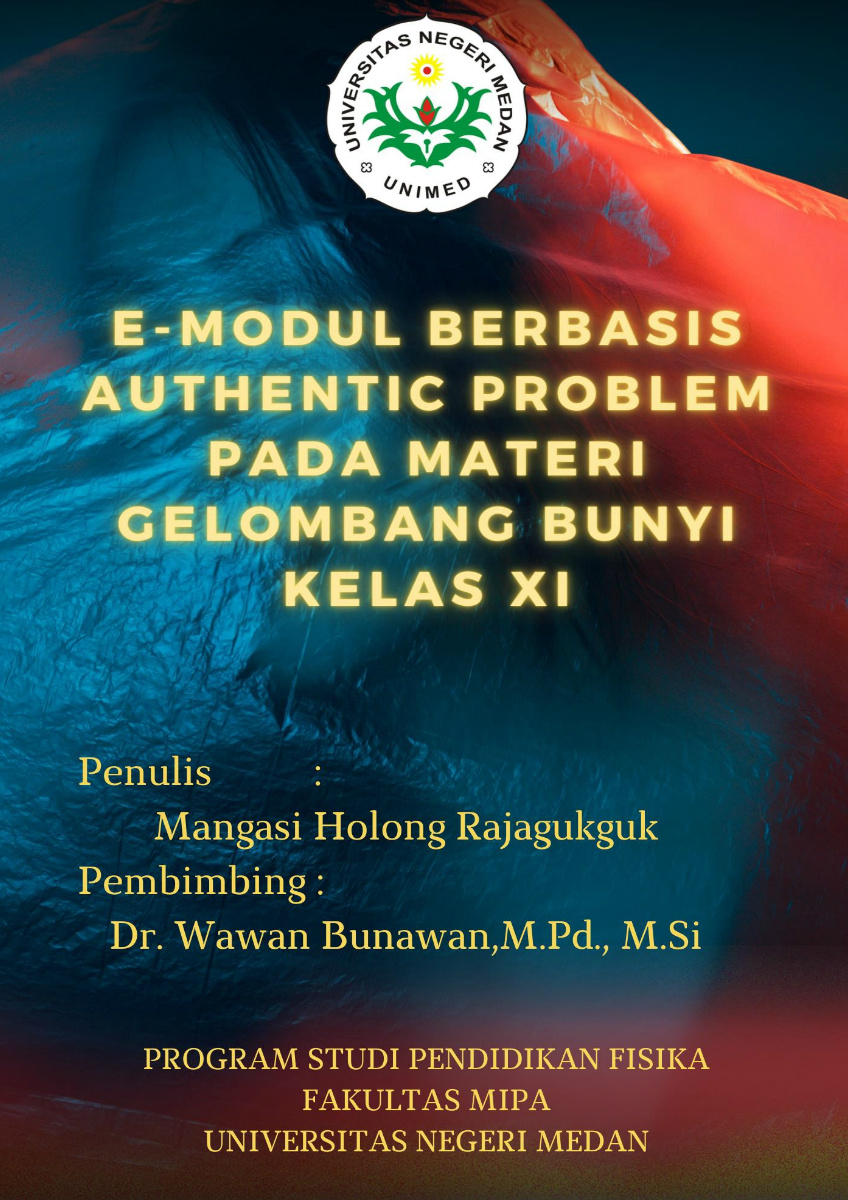 UNIVERSITAS NEGERI MEDAN
UNIMED
E-MODUL BERBASIS
AUTHENTIC PROBLEM
PADA MATERI
GELOMBANG BUNYI
KELAS XI
Penulis :
Mangasi Holong Rajagukguk
Pembimbing :
Dr. Wawan Bunawan,M.Pd., M.Si
PROGRAM STUDI PENDIDIKAN FISIKA
FAKULTAS MIPA
UNIVERSITAS NEGERI MEDAN